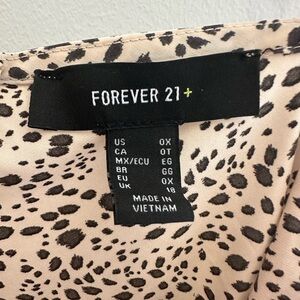 FOREVER 21+
US 0X
CA 0T
MX/ECU EG
BR GG
EU 0X
UK 18
MADE IN
VIETNAM